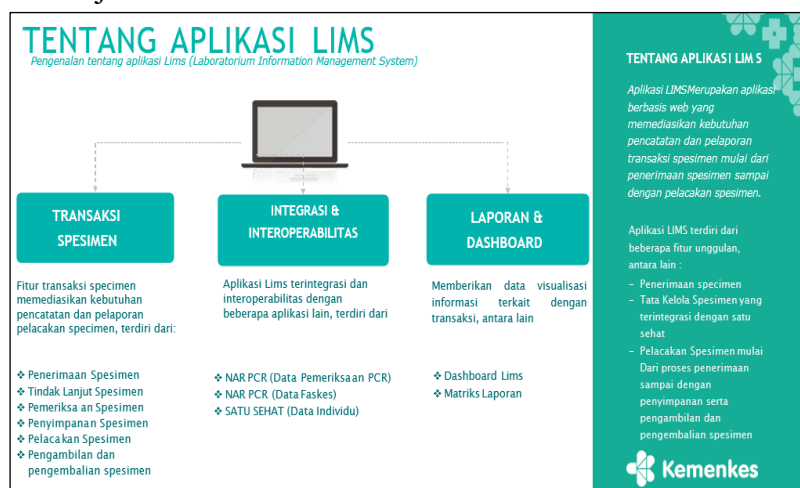 TENTANG APLIKASI LIMS
Pengenalan tentang aplikasi Lims (Laboratorium Information Management System)
TRANSAKSI
SPESIMEN
Fitur transaksi specimen
memediasikan kebutuhan
pencatatan dan pelaporan
pelacakan specimen, terdiri dari:
❖ Penerimaan Spesimen
❖ Tindak Lanjut Spesimen
❖ Pemeriksa an Spesimen
❖ Penyimpanan Spesimen
❖ Pelacakan Spesimen
❖ Pengambilan dan
pengembalian spesimen
INTEGRASI &
INTEROPERABILITAS
Aplikasi Lims terintegrasi dan
interoperabilitas dengan
beberapa aplikasi lain, terdiri dari
❖ NAR PCR (Data Pemeriksaan PCR)
❖ NAR PCR (Data Faskes)
❖ SATU SEHAT (Data Individu)
LAPORAN &
DASHBOARD
Memberikan data visualisasi
informasi terkait dengan
transaksi, antara lain
❖ Dashboard Lims
❖ Matriks Laporan
TENTANG APLIKASI LIM S
Aplikasi LIMSMerupakan aplikasi
berbasis web yang
memediasikan kebutuhan
pencatatan dan pelaporan
transaksi spesimen mulai dari
penerimaan spesimen sampai
dengan pelacakan spesimen.
Aplikasi LIMS terdiri dari
beberapa fitur unggulan,
antara lain :
– Penerimaan specimen
– Tata Kelola Spesimen yang
terintegrasi dengan satu
sehat
– Pelacakan Spesimen mulai
Dari proses penerimaan
sampai dengan
penyimpanan serta
pengambilan dan
pengembalian spesimen
Kemenkes